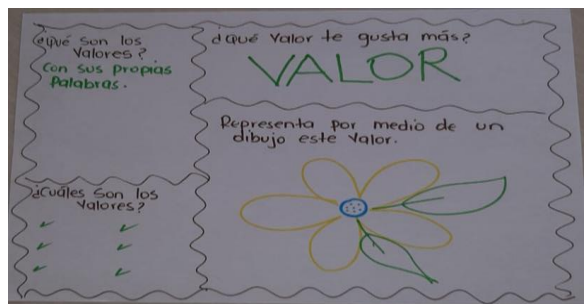 ¿Qué son los
Valores?
Con sus propias
Palabras.
¿Qué Valor te gusta más?
VALOR
Representa por medio de un
dibujo este Valor.
¿Cuáles son los
Valores?